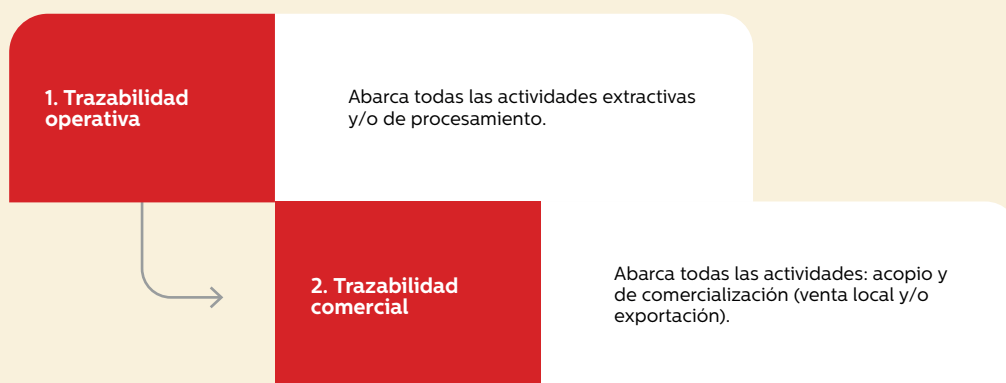 1. Trazabilidad
operativa
Abarca todas las actividades extractivas
y/o de procesamiento.
2. Trazabilidad
comercial
Abarca todas las actividades: acopio y
de comercialización (venta local y/o
exportación).